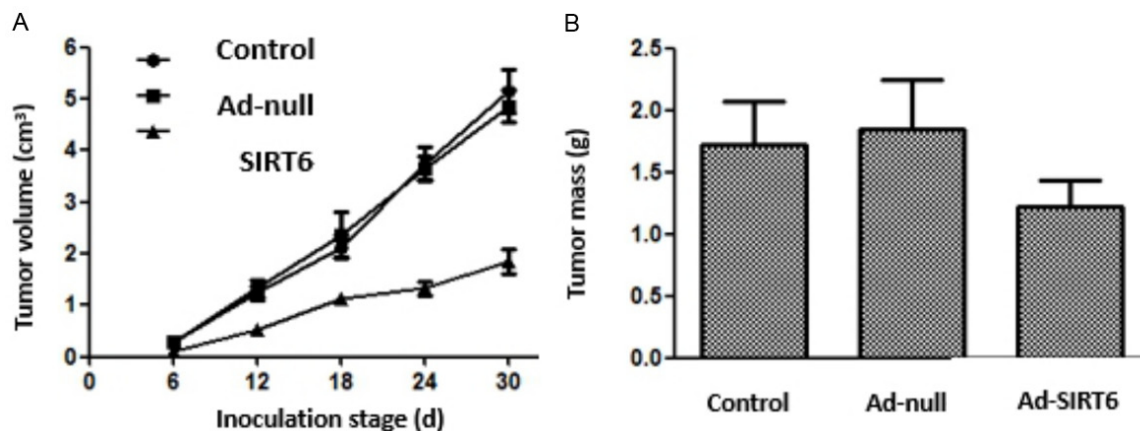 A
Tumor volume (cm³)
6
5
4
3
2
1
0
Control
Ad-null
SIRT6
0 6 12 18 24 30
Inoculation stage (d)
B
Tumor mass (g)
2.5
2.0
1.5
1.0
0.5
0.0
Control Ad-null Ad-SIRT6